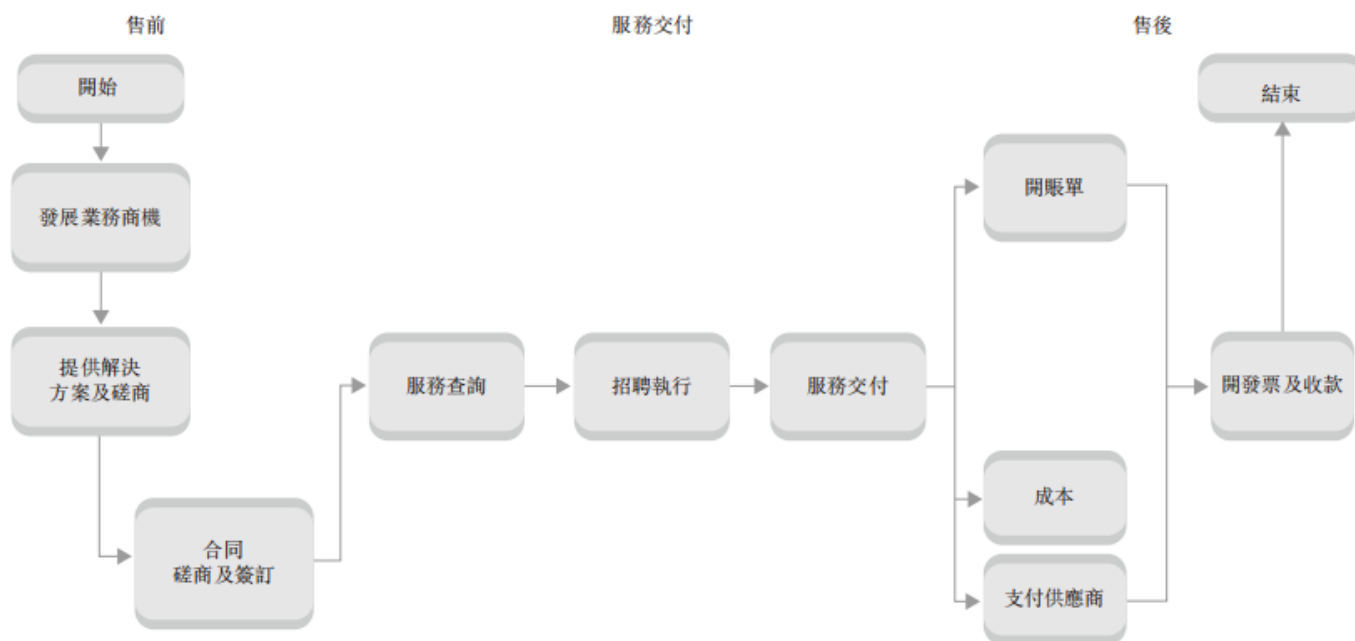 售前
服務交付
售後
開始
發展業務商機
提供解決
方案及磋商
合同
磋商及簽訂
服務查詢
招聘執行
服務交付
開賬單
成本
支付供應商
開發票及收款
結束